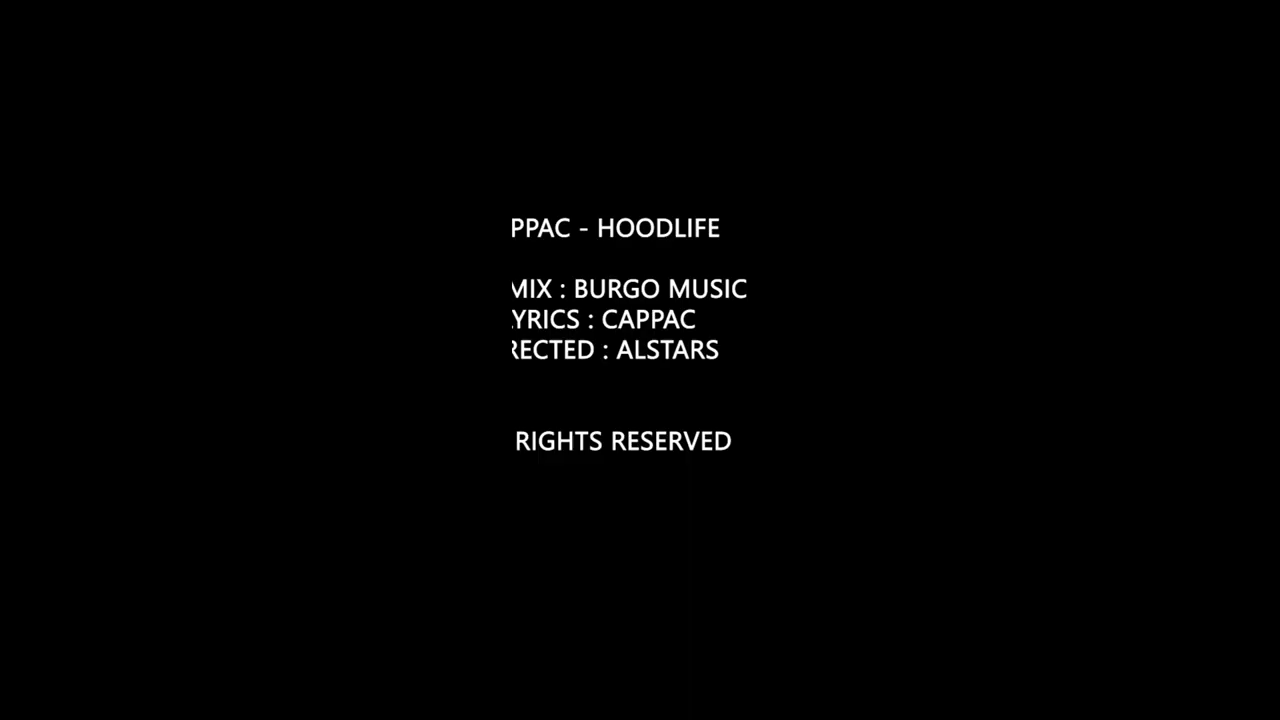 PPAC - HOODLIFE
MIX : BURGO MUSIC
YRICS : CAPPAC
RECTED : ALSTARS
RIGHTS RESERVED